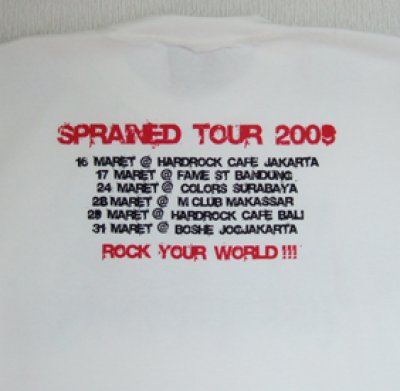 SPRAINED TOUR 2009
16 MARET @ HARDROCK CAFE JAKARTA
17 MARET @ FAME ST BANDUNG
24 MARET @ COLORS SURABAYA
28 MARET @ M CLUB MAKASSAR
29 MARET @ HARDROCK CAFE BALI
31 MARET @ BOSHE JOGJAKARTA
ROCK YOUR WORLD !!!